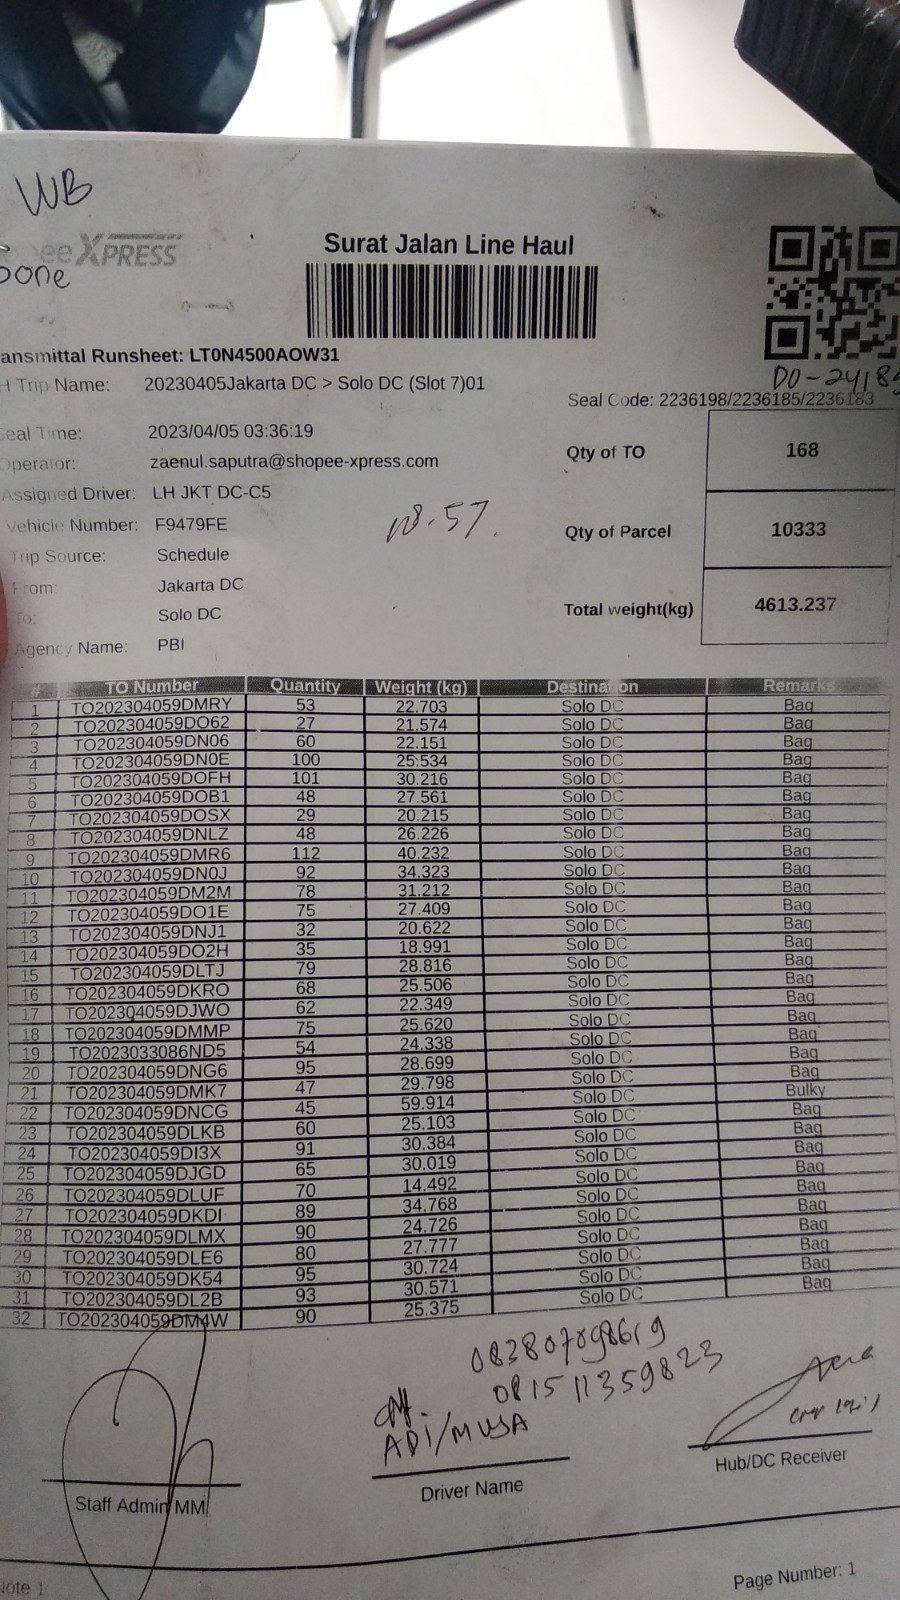 WB
eeXPRESS
Done
Surat Jalan Line Haul
ansmittal Runsheet: LT0N4500AOW31
H Trip Name: 20230405Jakarta DC > Solo DC (Slot 7)01
DO-2418
Seal Code: 2236198/2236185/2236183
Seal Time: 2023/04/05 03:36:19
Operator: zaenul.saputra@shopee-xpress.com
Assigned Driver: LH JKT DC-C5
Vehicle Number: F9479FE
Trip Source: Schedule
From: Jakarta DC
To: Solo DC
Agency Name: PBI
Qty of TO 168
Qty of Parcel 10333
Total weight(kg) 4613.237
# TO Number Quantity Weight (kg) Destination Remarks
1 TO202304059DMRY 53 22.703 Solo DC Bag
2 TO202304059DO62 27 21.574 Solo DC Bag
3 TO202304059DN06 60 22.151 Solo DC Bag
4 TO202304059DN0E 100 25.534 Solo DC Bag
5 TO202304059DOFH 101 30.216 Solo DC Bag
6 TO202304059DOB1 48 27.561 Solo DC Bag
7 TO202304059DOSX 29 20.215 Solo DC Bag
8 TO202304059DNLZ 48 26.226 Solo DC Bag
9 TO202304059DMR6 112 40.232 Solo DC Bag
10 TO202304059DN0J 92 34.323 Solo DC Bag
11 TO202304059DM2M 78 31.212 Solo DC Bag
12 TO202304059DO1E 75 27.409 Solo DC Bag
13 TO202304059DNJ1 32 20.622 Solo DC Bag
14 TO202304059DO2H 35 18.991 Solo DC Bag
15 TO202304059DLTJ 79 28.816 Solo DC Bag
16 TO202304059DKRO 68 25.506 Solo DC Bag
17 TO202304059DJWO 62 22.349 Solo DC Bag
18 TO202304059DMMP 75 25.620 Solo DC Bag
19 TO2023033086ND5 54 24.338 Solo DC Bag
20 TO202304059DNG6 95 28.699 Solo DC Bag
21 TO202304059DMK7 47 29.798 Solo DC Bag
22 TO202304059DNCG 45 59.914 Solo DC Bulky
23 TO202304059DLKB 60 25.103 Solo DC Bag
24 TO202304059DI3X 91 30.384 Solo DC Bag
25 TO202304059DJGD 65 30.019 Solo DC Bag
26 TO202304059DLUF 70 14.492 Solo DC Bag
27 TO202304059DKDI 89 34.768 Solo DC Bag
28 TO202304059DLMX 90 24.726 Solo DC Bag
29 TO202304059DLE6 80 27.777 Solo DC Bag
30 TO202304059DK54 95 30.724 Solo DC Bag
31 TO202304059DL2B 93 30.571 Solo DC Bag
32 TO202304059DM4W 90 25.375 Solo DC Bag
081511359823
ADI/MUSA
Staff Admin MM
Driver Name
Hub/DC Receiver
Note 1
Page Number: 1